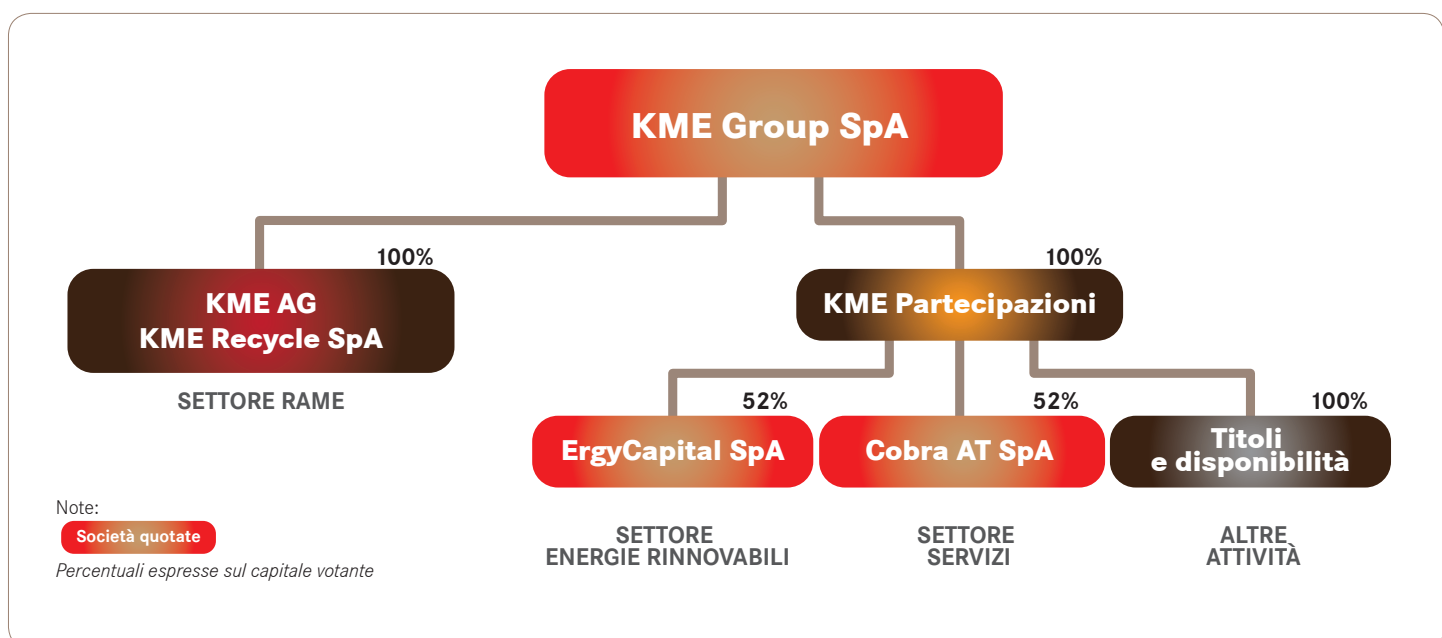 KME Group SpA
100%
KME AG
KME Recycle SpA
SETTORE RAME
100%
KME Partecipazioni
52%
ErgyCapital SpA
SETTORE
ENERGIE RINNOVABILI
52%
Cobra AT SpA
SETTORE
SERVIZI
100%
Titoli
e disponibilità
ALTRE
ATTIVITÀ
Note:
Società quotate
Percentuali espresse sul capitale votante